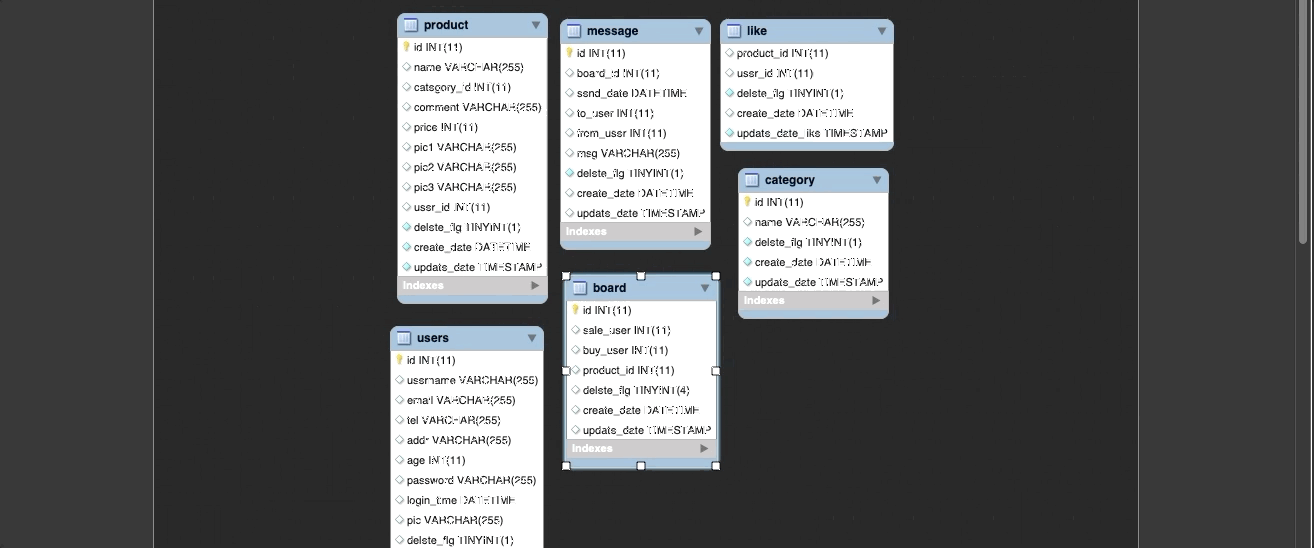 product
id INT(11)
name VARCHAR(255)
category_id INT(11)
comment VARCHAR(255)
price INT(11)
pic1 VARCHAR(255)
pic2 VARCHAR(255)
pic3 VARCHAR(255)
user_id INT(11)
delete_flg TINYINT(1)
create_date DATETIME
update_date TIMESTAMP
Indexes
message
id INT(11)
board_id INT(11)
send_date DATETIME
to_user INT(11)
from_user INT(11)
msg VARCHAR(255)
delete_flg TINYINT(1)
create_date DATETIME
update_date TIMESTAMP
Indexes
like
product_id INT(11)
user_id INT(11)
delete_flg TINYINT(1)
create_date DATETIME
update_date_like TIMESTAMP
category
id INT(11)
name VARCHAR(255)
delete_flg TINYINT(1)
create_date DATETIME
update_date TIMESTAMP
Indexes
board
id INT(11)
sale_user INT(11)
buy_user INT(11)
product_id INT(11)
delete_flg TINYINT(4)
create_date DATETIME
update_date TIMESTAMP
Indexes
users
id INT(11)
username VARCHAR(255)
email VARCHAR(255)
tel VARCHAR(255)
addr VARCHAR(255)
age INT(11)
password VARCHAR(255)
login_time DATETIME
pic VARCHAR(255)
delete_flg TINYINT(1)